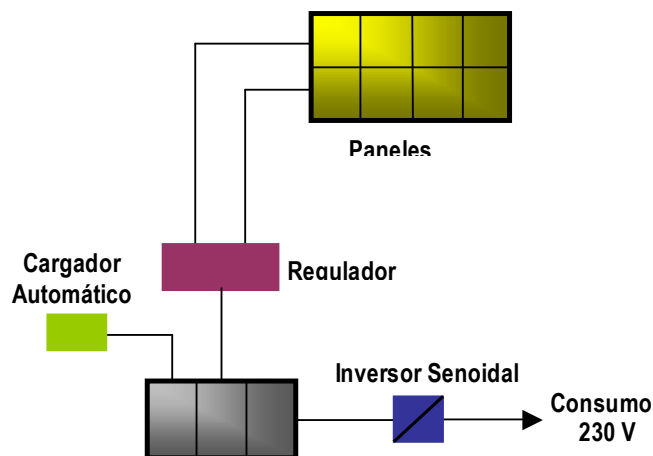 Paneles
Cargador
Automático
Regulador
Inversor Senoidal
Consumo
230 V